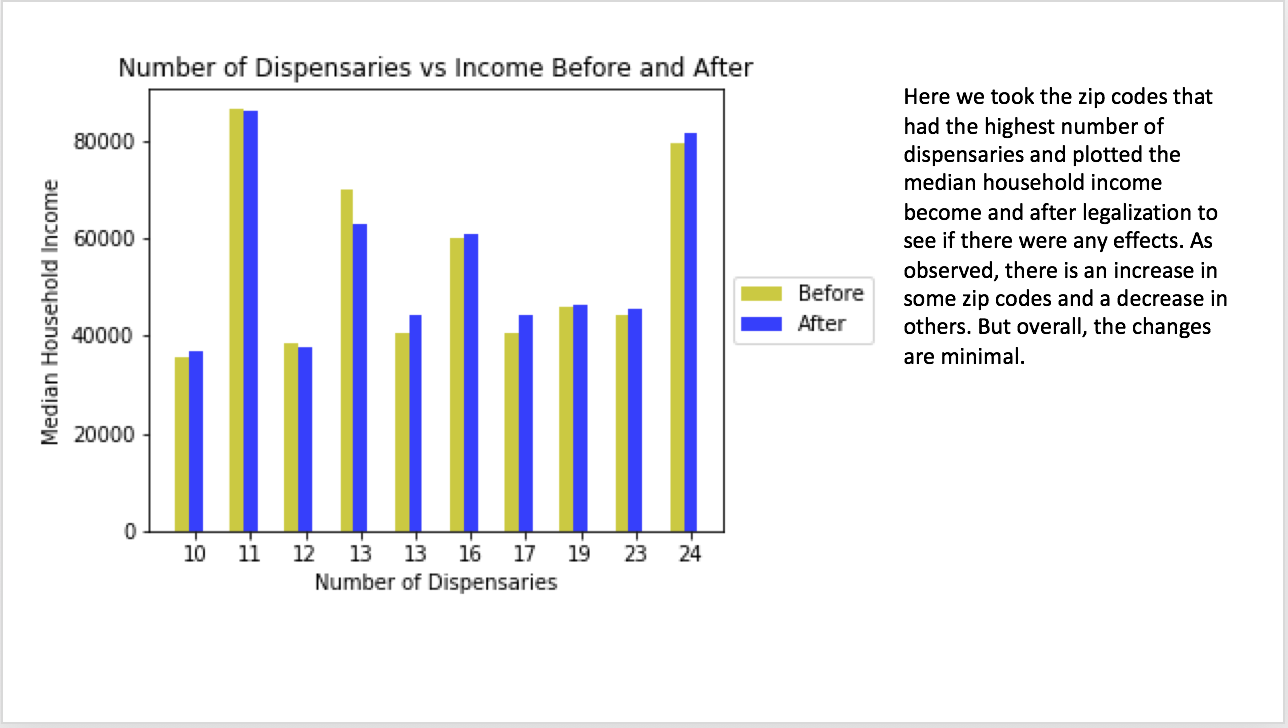 Number of Dispensaries vs Income Before and After
Median Household Income
80000
60000
40000
20000
0
10 11 12 13 13 16 17 19 23 24
Number of Dispensaries
Before
After
Here we took the zip codes that
had the highest number of
dispensaries and plotted the
median household income
become and after legalization to
see if there were any effects. As
observed, there is an increase in
some zip codes and a decrease in
others. But overall, the changes
are minimal.